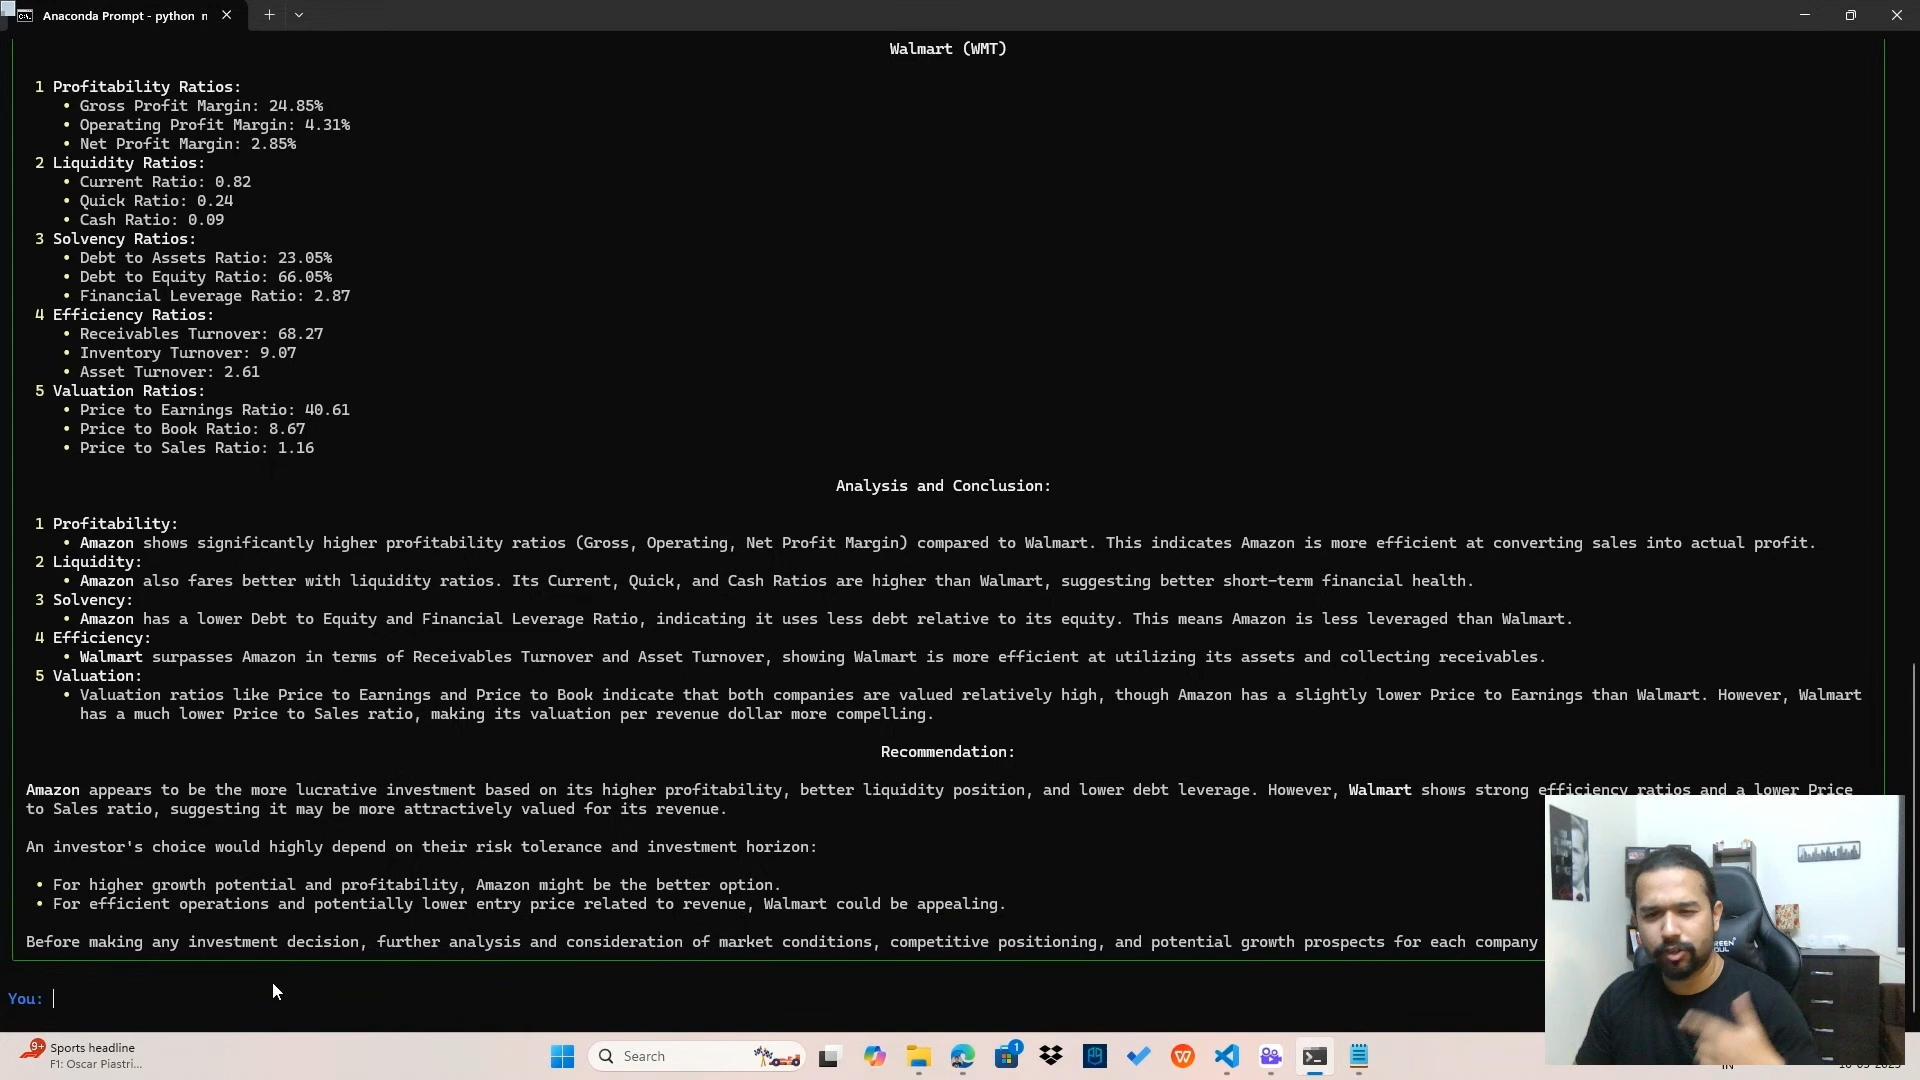 Anaconda Prompt - python n
Walmart (WMT)
1 Profitability Ratios:
• Gross Profit Margin: 24.85%
• Operating Profit Margin: 4.31%
• Net Profit Margin: 2.85%
2 Liquidity Ratios:
• Current Ratio: 0.82
• Quick Ratio: 0.24
• Cash Ratio: 0.09
3 Solvency Ratios:
• Debt to Assets Ratio: 23.05%
• Debt to Equity Ratio: 66.05%
• Financial Leverage Ratio: 2.87
4 Efficiency Ratios:
• Receivables Turnover: 68.27
• Inventory Turnover: 9.07
• Asset Turnover: 2.61
5 Valuation Ratios:
• Price to Earnings Ratio: 40.61
• Price to Book Ratio: 8.67
• Price to Sales Ratio: 1.16
Analysis and Conclusion:
1 Profitability:
• Amazon shows significantly higher profitability ratios (Gross, Operating, Net Profit Margin) compared to Walmart. This indicates Amazon is more efficient at converting sales into actual profit.
2 Liquidity:
• Amazon also fares better with liquidity ratios. Its Current, Quick, and Cash Ratios are higher than Walmart, suggesting better short-term financial health.
3 Solvency:
• Amazon has a lower Debt to Equity and Financial Leverage Ratio, indicating it uses less debt relative to its equity. This means Amazon is less leveraged than Walmart.
4 Efficiency:
• Walmart surpasses Amazon in terms of Receivables Turnover and Asset Turnover, showing Walmart is more efficient at utilizing its assets and collecting receivables.
5 Valuation:
• Valuation ratios like Price to Earnings and Price to Book indicate that both companies are valued relatively high, though Amazon has a slightly lower Price to Earnings than Walmart. However, Walmart
has a much lower Price to Sales ratio, making its valuation per revenue dollar more compelling.
Recommendation:
Amazon appears to be the more lucrative investment based on its higher profitability, better liquidity position, and lower debt leverage. However, Walmart shows strong efficiency ratios and a lower Price
to Sales ratio, suggesting it may be more attractively valued for its revenue.
An investor's choice would highly depend on their risk tolerance and investment horizon:
• For higher growth potential and profitability, Amazon might be the better option.
• For efficient operations and potentially lower entry price related to revenue, Walmart could be appealing.
Before making any investment decision, further analysis and consideration of market conditions, competitive positioning, and potential growth prospects for each company
You:
9+
Sports headline
F1: Oscar Piastri...
Search
1